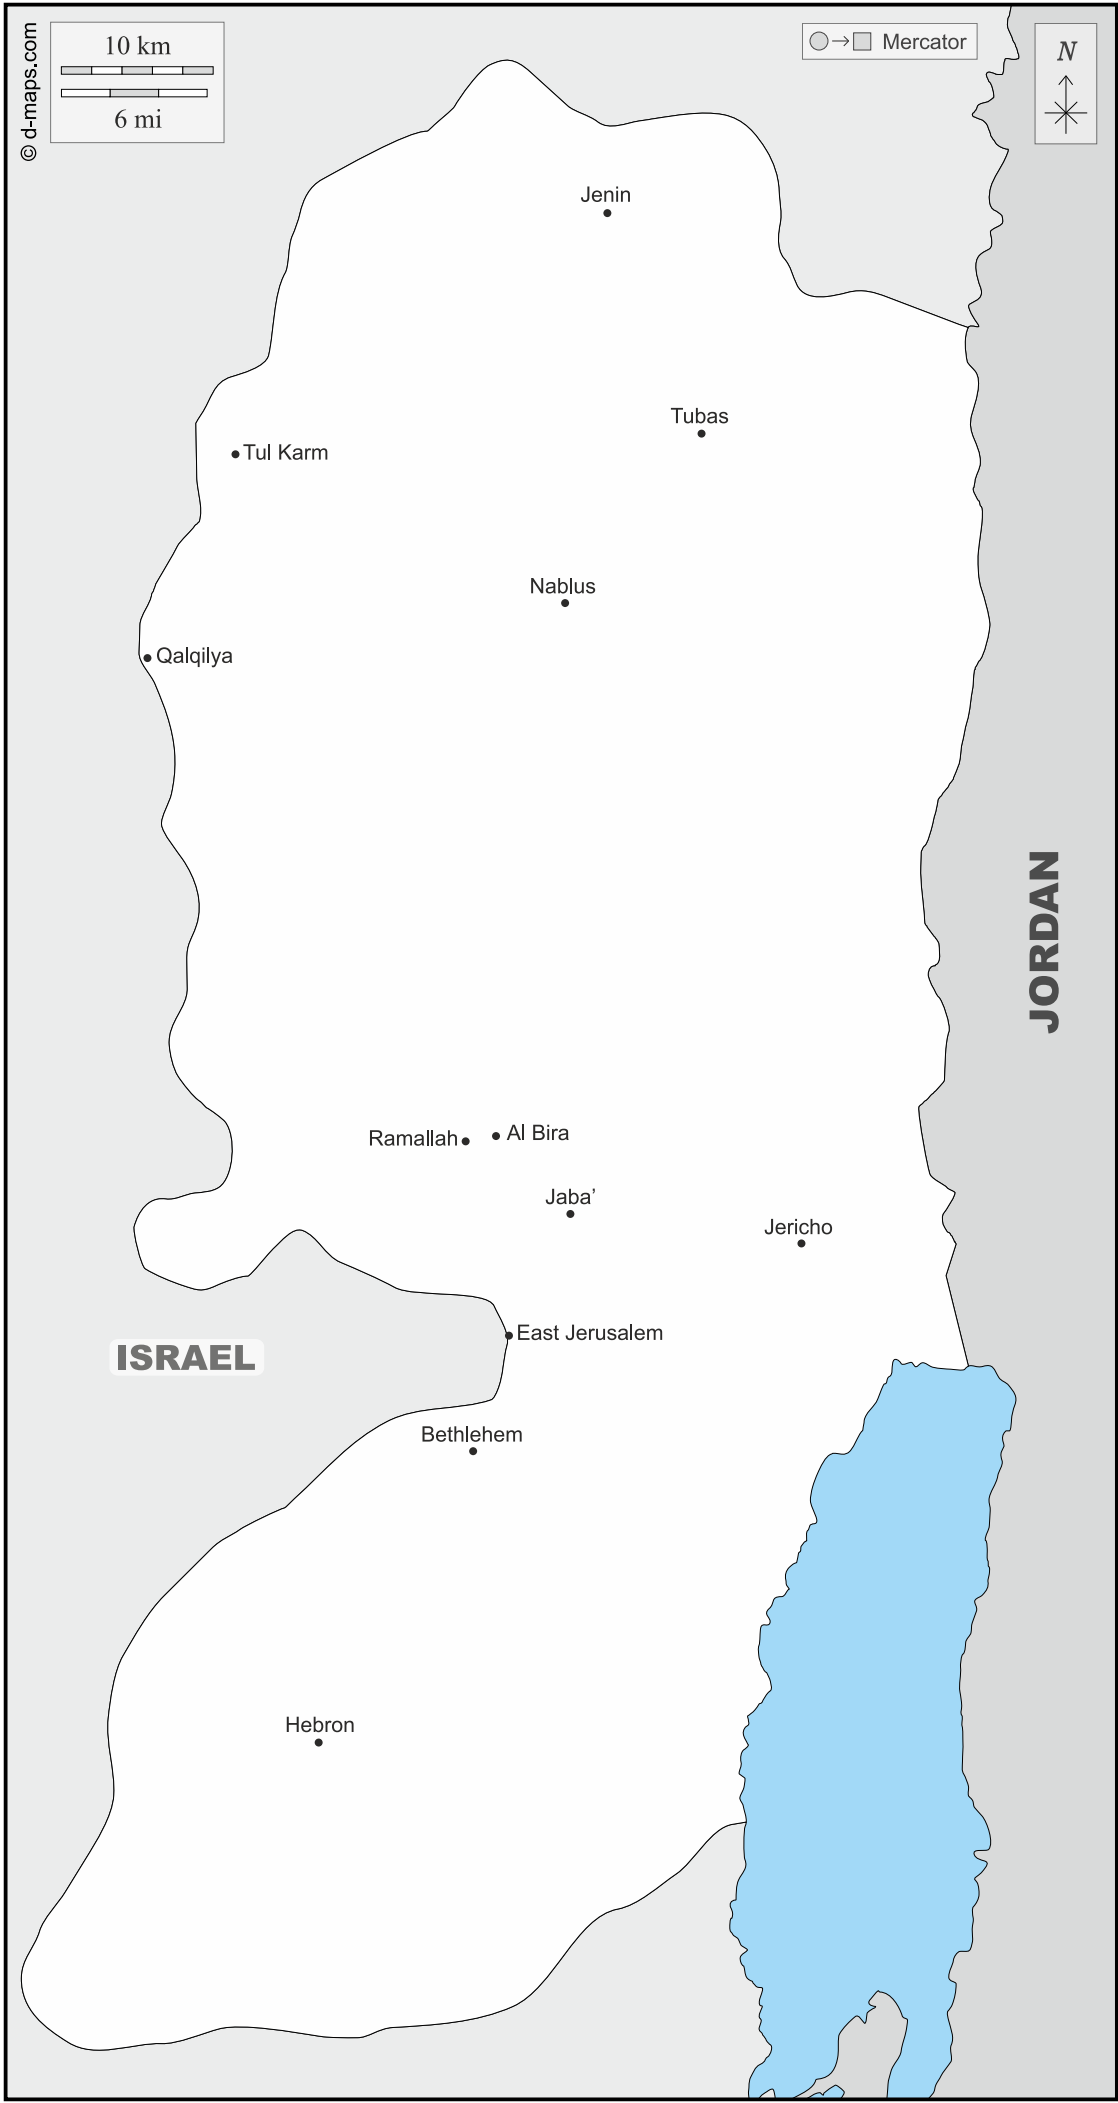 © d-maps.com
10 km
6 mi
Mercator
N
Jenin
Tubas
Tul Karm
Nablus
Qalqilya
JORDAN
Ramallah
Al Bira
Jaba’
Jericho
East Jerusalem
ISRAEL
Bethlehem
Hebron